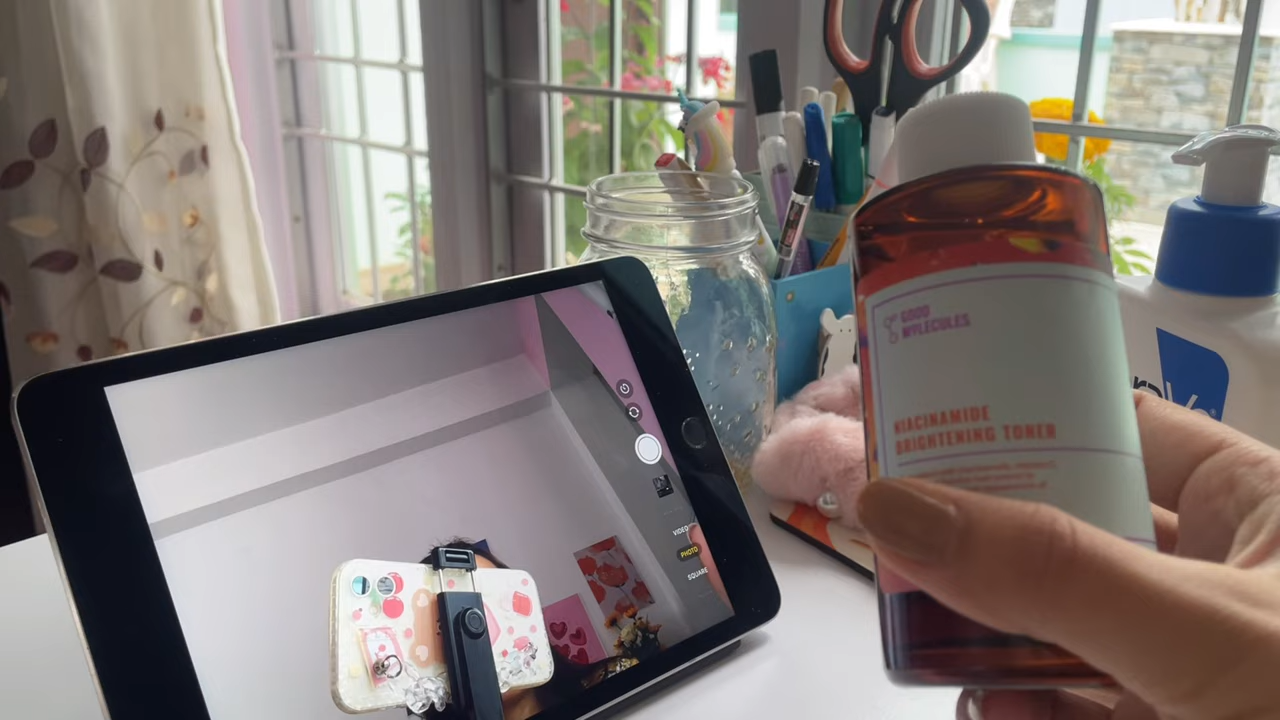 VIDEO
PHOTO
SQUARE
GOOD
MOLECULES
NIACINAMIDE
BRIGHTENING TONER